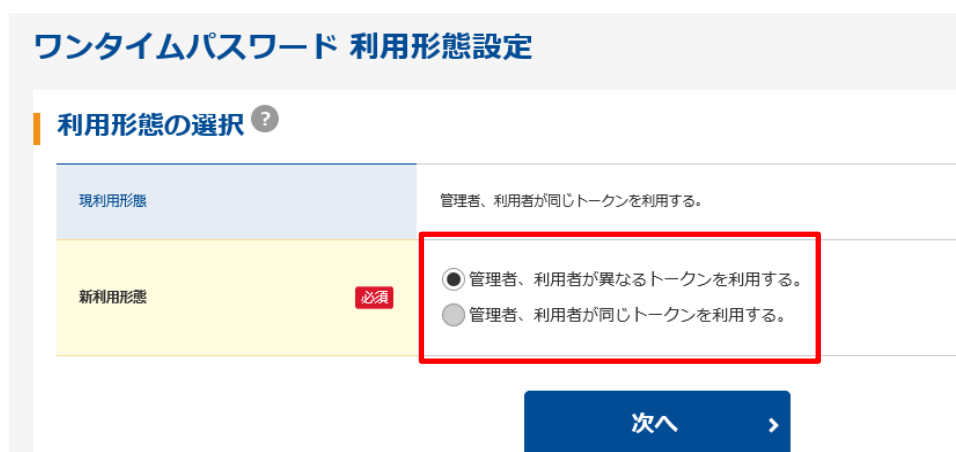 ワンタイムパスワード 利用形態設定
利用形態の選択 ?
現利用形態
管理者、利用者が同じトークンを利用する。
新利用形態 必須
管理者、利用者が異なるトークンを利用する。
管理者、利用者が同じトークンを利用する。
次へ